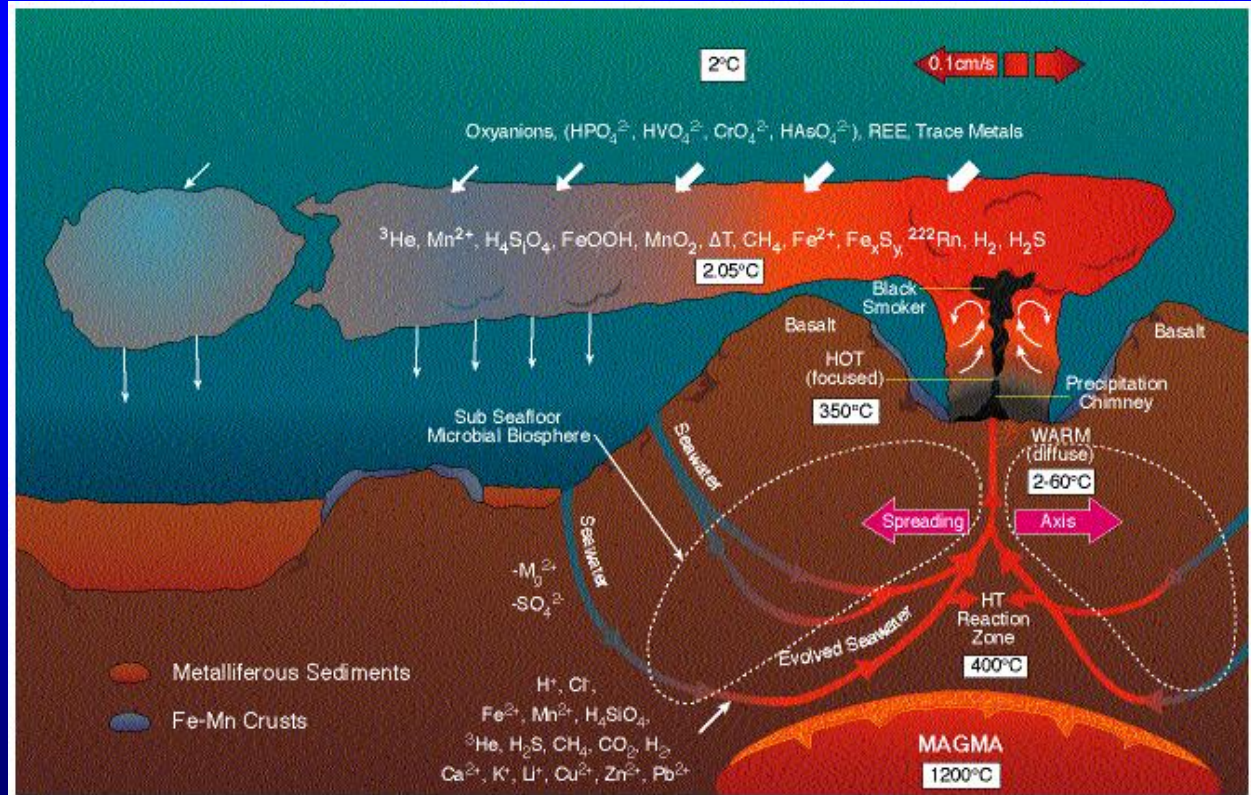 2°C
0.1cm/s
Oxyanions, (HPO₄²⁻, HVO₄²⁻, CrO₄²⁻, HAsO₄²⁻), REE, Trace Metals
³He, Mn²⁺, H₄SᵢO₄, FeOOH, MnO₂, ΔT, CH₄, Fe²⁺, FeₓSᵧ, ²²²Rn, H₂, H₂S
2.05°C
Black
Smoker
Basalt
Basalt
HOT
(focused)
350°C
Precipitation
Chimney
Sub Seafloor
Microbial Biosphere
WARM
(diffuse)
2-60°C
Seawater
Seawater
Spreading
Axis
-Mg²⁺
-SO₄²⁻
HT
Reaction
Zone
400°C
Evolved Seawater
Metalliferous Sediments
Fe-Mn Crusts
H⁺, Cl⁻,
Fe²⁺, Mn²⁺, H₄SiO₄,
³He, H₂S, CH₄, CO₂, H₂,
Ca²⁺, K⁺, Li⁺, Cu²⁺, Zn²⁺, Pb²⁺
MAGMA
1200°C